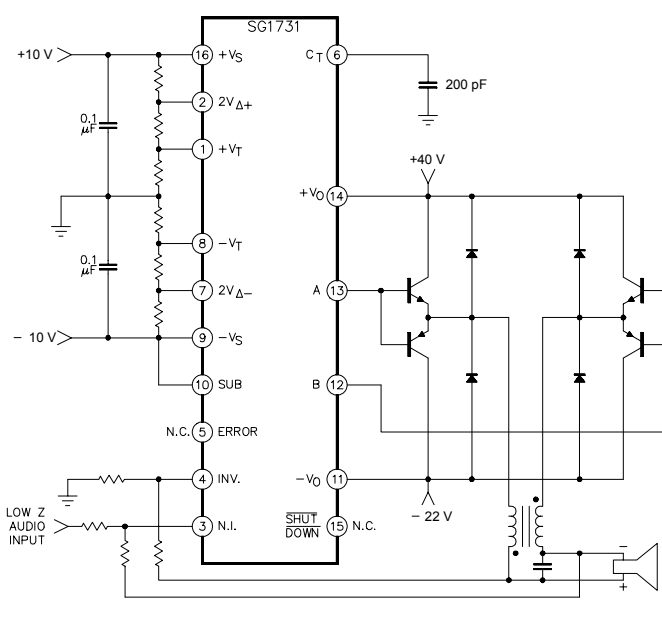 SG1731
+10 V
16 +VS
CT 6
200 pF
2 2VΔ+
0.1
µF
1 +VT
+40 V
+VO 14
8 -VT
0.1
µF
7 2VΔ-
A 13
- 10 V
9 -VS
10 SUB
B 12
N.C. 5 ERROR
4 INV.
-VO 11
- 22 V
LOW Z
AUDIO
INPUT
3 N.I.
SHUT
DOWN
15 N.C.
-
+